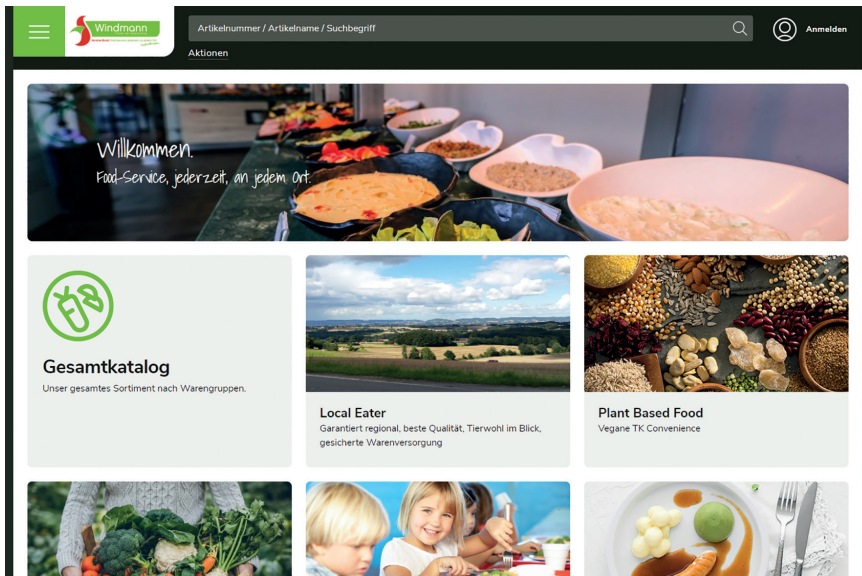 Windmann
Artikelnummer / Artikelname / Suchbegriff
Anmelden
Aktionen
Willkommen.
Food-Service, jederzeit, an jedem Ort.
Gesamtkatalog
Unser gesamtes Sortiment nach Warengruppen.
Local Eater
Garantiert regional, beste Qualität, Tierwohl im Blick,
gesicherte Warenversorgung
Plant Based Food
Vegane TK Convenience